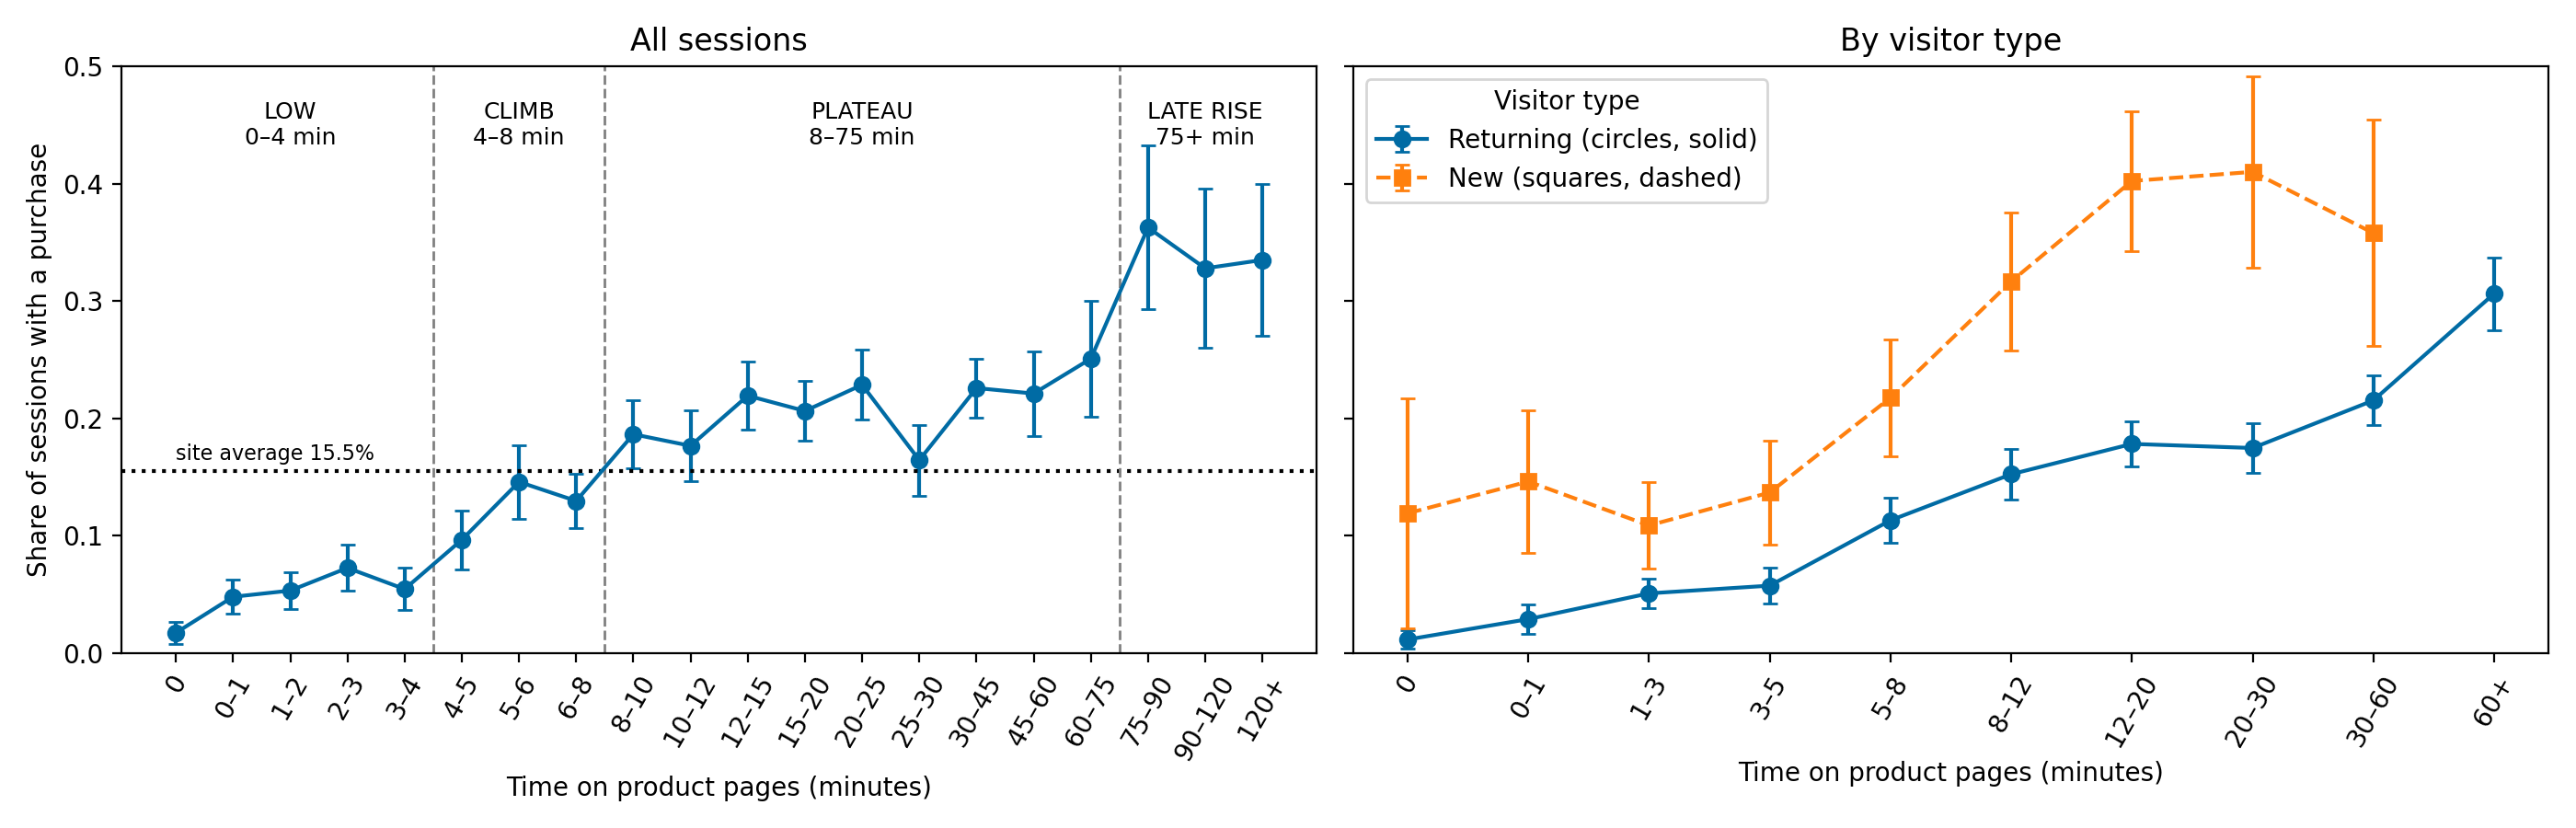 All sessions
Share of sessions with a purchase
0.5
0.4
0.3
0.2
0.1
0.0
LOW
0–4 min
CLIMB
4–8 min
PLATEAU
8–75 min
LATE RISE
75+ min
site average 15.5%
0
0–1
1–2
2–3
3–4
4–5
5–6
6–8
8–10
10–12
12–15
15–20
20–25
25–30
30–45
45–60
60–75
75–90
90–120
120+
Time on product pages (minutes)
By visitor type
Visitor type
Returning (circles, solid)
New (squares, dashed)
0
0–1
1–3
3–5
5–8
8–12
12–20
20–30
30–60
60+
Time on product pages (minutes)